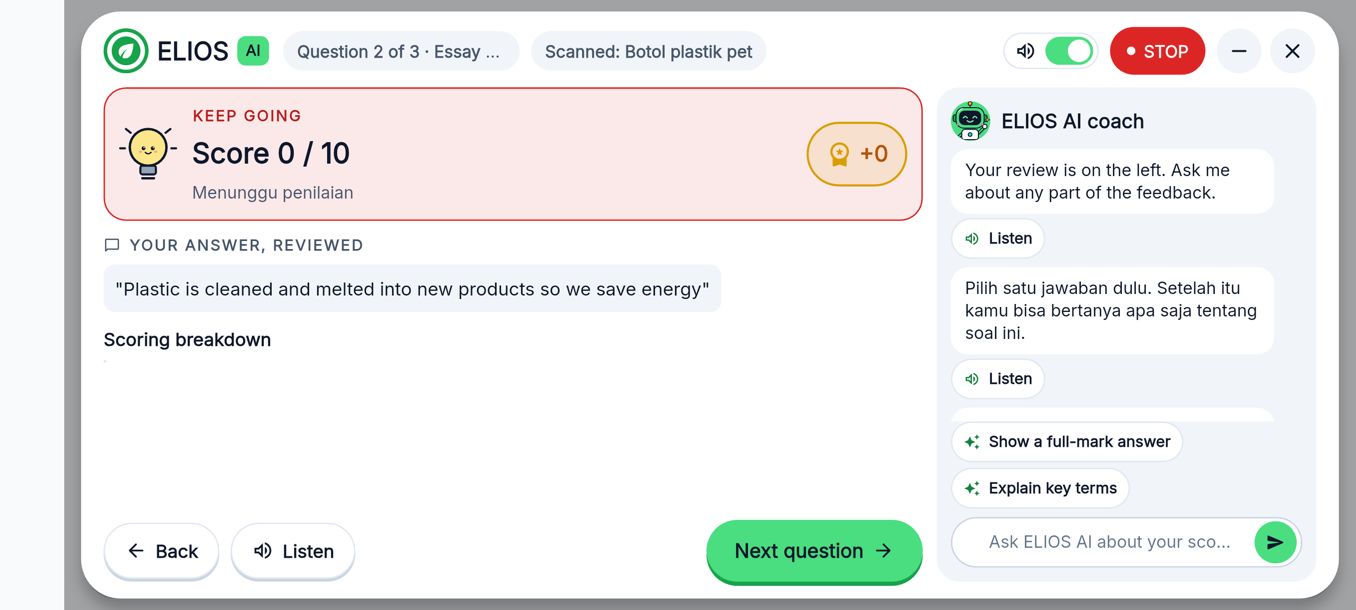 ELIOS AI
Question 2 of 3 · Essay ...
Scanned: Botol plastik pet
STOP
KEEP GOING
Score 0 / 10
Menunggu penilaian
+0
YOUR ANSWER, REVIEWED
"Plastic is cleaned and melted into new products so we save energy"
Scoring breakdown
Back
Listen
Next question
ELIOS AI coach
Your review is on the left. Ask me
about any part of the feedback.
Listen
Pilih satu jawaban dulu. Setelah itu
kamu bisa bertanya apa saja tentang
soal ini.
Listen
Show a full-mark answer
Explain key terms
Ask ELIOS AI about your sco...